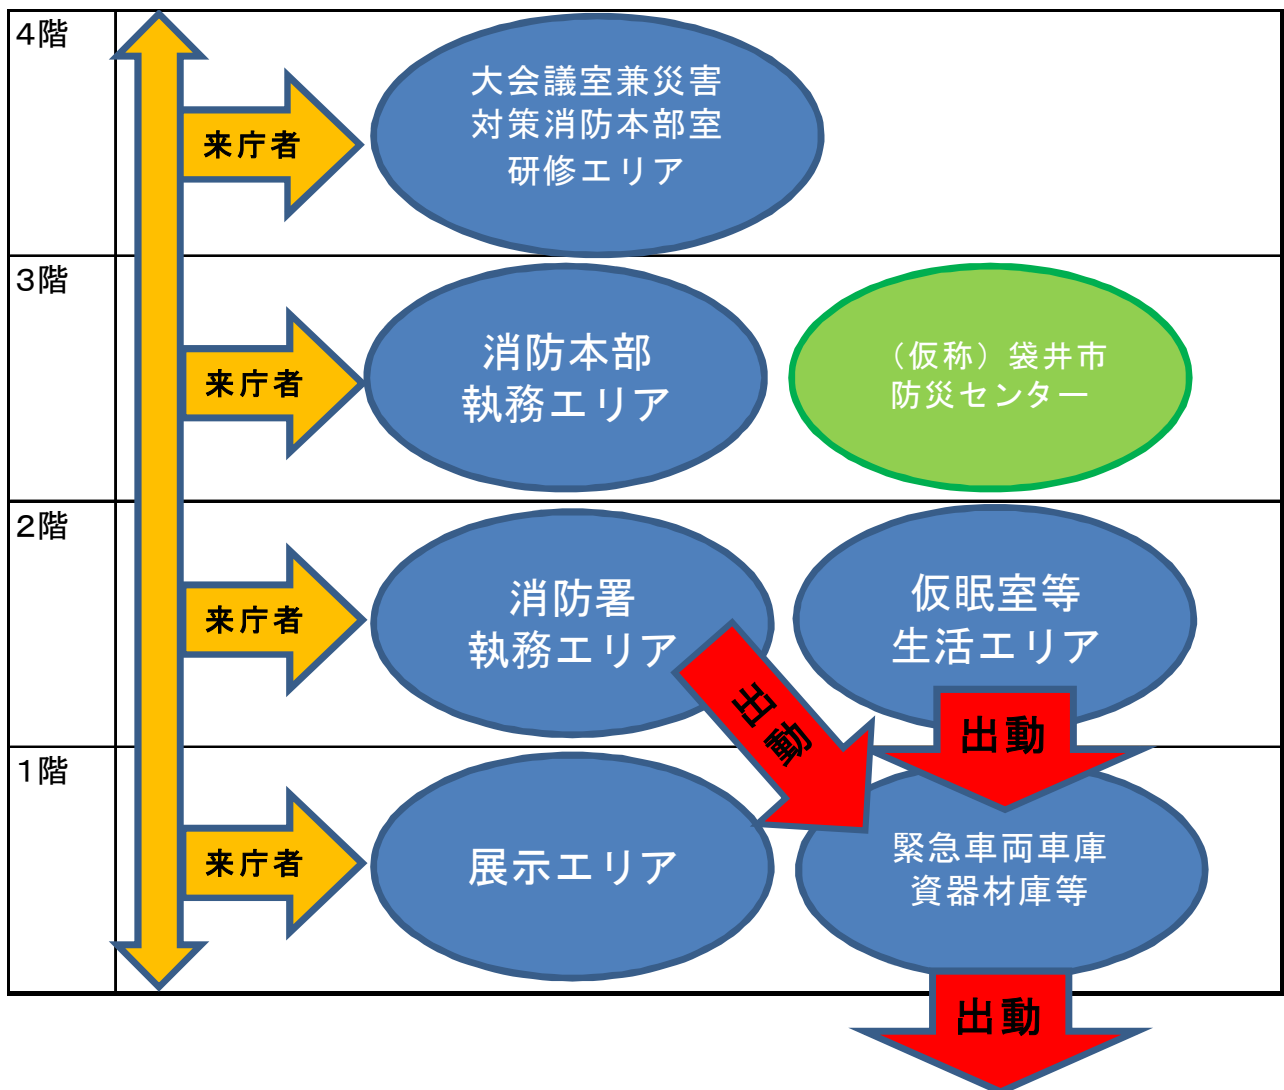 ４階
大会議室兼災害
対策消防本部室
研修エリア
来庁者
３階
消防本部
執務エリア
（仮称）袋井市
防災センター
来庁者
２階
消防署
執務エリア
仮眠室等
生活エリア
来庁者
出動
出動
１階
展示エリア
緊急車両車庫
資器材庫等
来庁者
出動